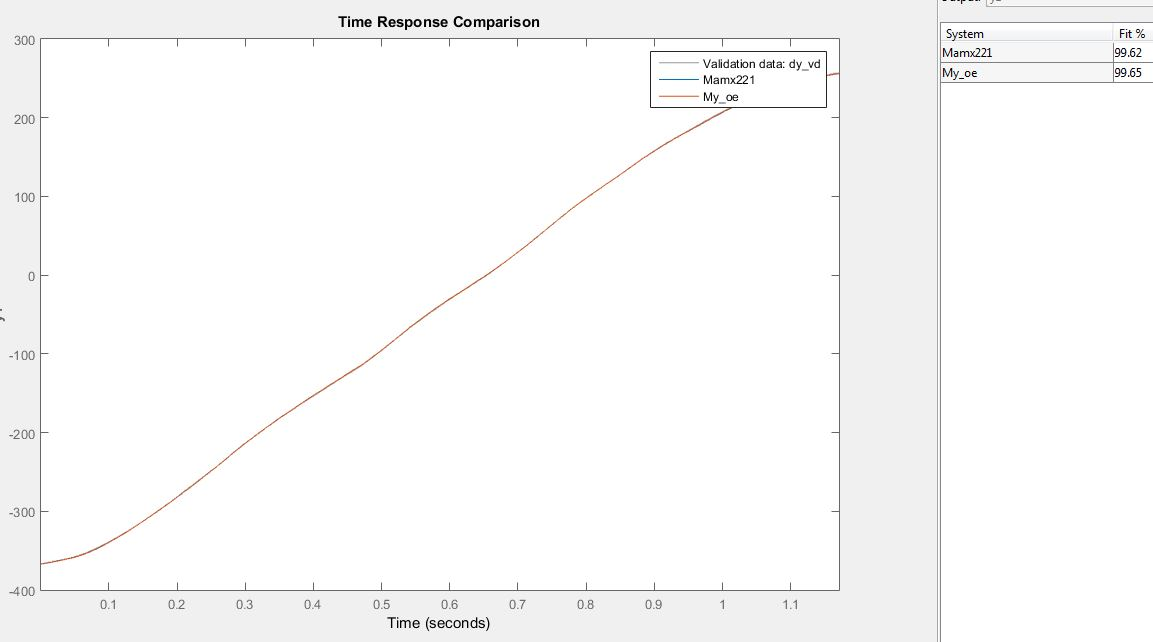 Time Response Comparison
300
200
100
0
-100
-200
-300
-400
Validation data: dy_vd
Mamx221
My_oe
0.1 0.2 0.3 0.4 0.5 0.6 0.7 0.8 0.9 1 1.1
Time (seconds)
System Fit %
Mamx221 99.62
My_oe 99.65